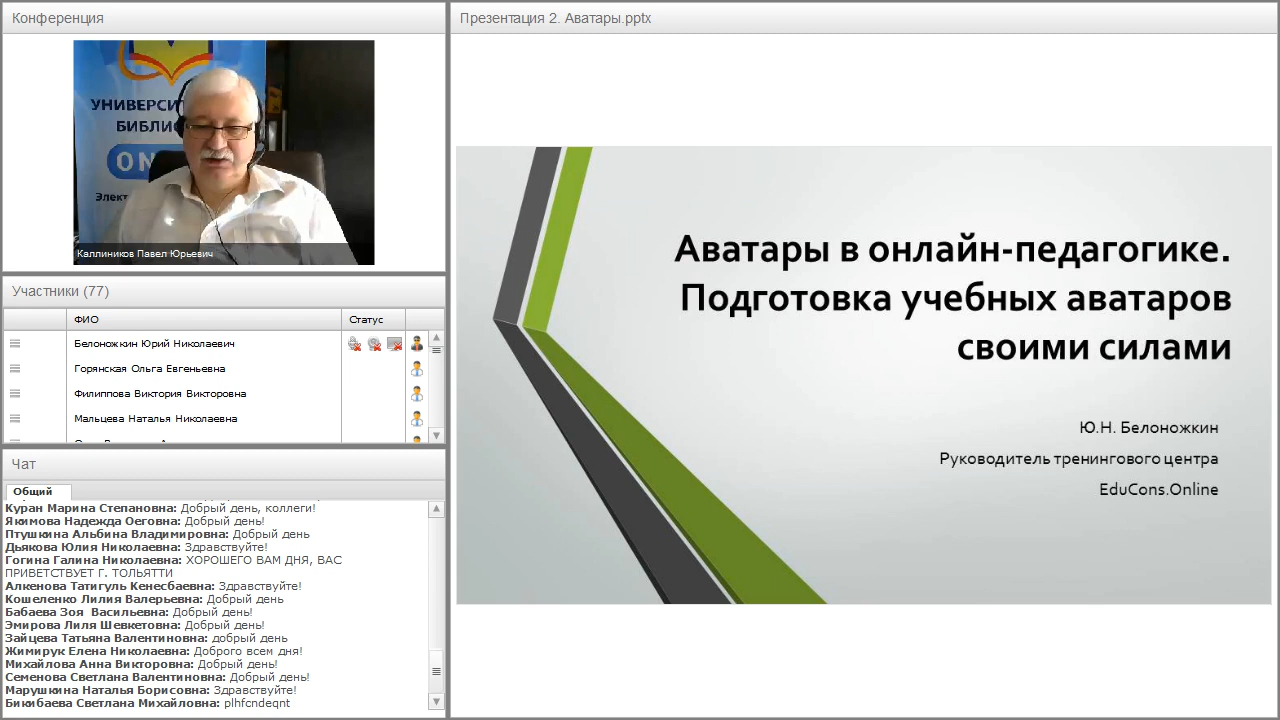 Конференция
УНИВЕРСИ
БИБЛИ
ON
Элект
Каллиников Павел Юрьевич
Участники (77)
ФИО Статус
Белоножкин Юрий Николаевич
Горянская Ольга Евгеньевна
Филиппова Виктория Викторовна
Мальцева Наталья Николаевна
Чат
Общий
Куран Марина Степановна: Добрый день, коллеги!
Якимова Надежда Оеговна: Добрый день!
Птушкина Альбина Владимировна: Добрый день
Дьякова Юлия Николаевна: Здравствуйте!
Гогина Галина Николаевна: ХОРОШЕГО ВАМ ДНЯ, ВАС
ПРИВЕТСТВУЕТ Г. ТОЛЬЯТТИ
Алкенова Татигуль Кенесбаевна: Здравствуйте!
Кошеленко Лилия Валерьевна: Добрый день
Бабаева Зоя Васильевна: Добрый день!
Эмирова Лиля Шевкетовна: Добрый день!
Зайцева Татьяна Валентиновна: добрый день
Жимирук Елена Николаевна: Доброго всем дня!
Михайлова Анна Викторовна: Добрый день!
Семенова Светлана Валентиновна: Добрый день!
Марушкина Наталья Борисовна: Здравствуйте!
Бикибаева Светлана Михайловна: plhfcndeqnt
Презентация 2. Аватары.pptx
Аватары в онлайн-педагогике.
Подготовка учебных аватаров
своими силами
Ю.Н. Белоножкин
Руководитель тренингового центра
EduCons.Online